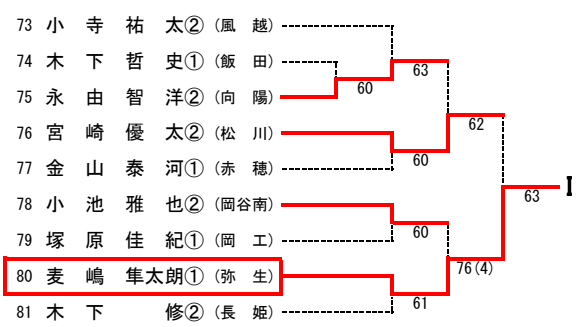 73 小 寺 祐 太② (風 越)
74 木 下 哲 史① (飯 田)
75 永 由 智 洋② (向 陽)
76 宮 崎 優 太② (松 川)
77 金 山 泰 河① (赤 穂)
78 小 池 雅 也② (岡谷南)
79 塚 原 佳 紀① (岡 工)
80 麦 嶋 隼太朗① (弥 生)
81 木 下 修② (長 姫)
60
63
60
62
60
61
76(4)
63